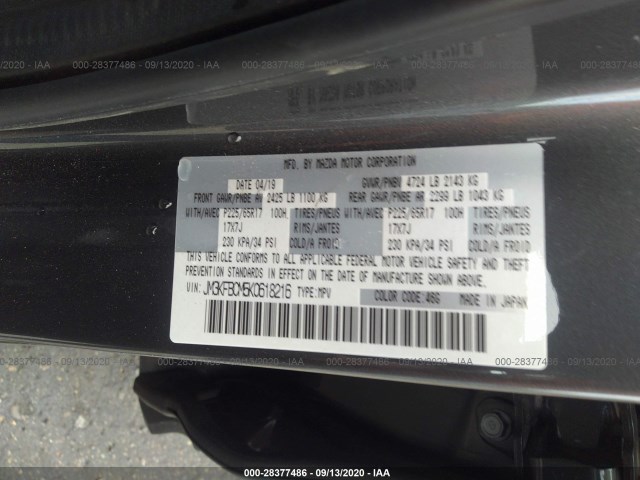 000-28377486 - 09/13/2020 - IAA
MFD. BY MAZDA MOTOR CORPORATION
DATE 04/19 GVWR/PNBV 4724 LB 2143 KG
FRONT GAWR/PNBE AV 2425 LB 1100 KG REAR GAWR/PNBE AR 2299 LB 1043 KG
WITH/AVEC P225/65R17 100H TIRES/PNEUS WITH/AVEC P225/65R17 100H TIRES/PNEUS
17X7J RIMS/JANTES 17X7J RIMS/JANTES
230 KPA/34 PSI COLD/A FROID 230 KPA/34 PSI COLD/A FROID
THIS VEHICLE CONFORMS TO ALL APPLICABLE FEDERAL MOTOR VEHICLE SAFETY AND THEFT
PREVENTION STANDARDS IN EFFECT ON THE DATE OF MANUFACTURE SHOWN ABOVE.
VIN: JM3KFBCM5K0618216 TYPE:MPV COLOR CODE:46G MADE IN JAPAN
000-28377486 - 09/13/2020 - IAA